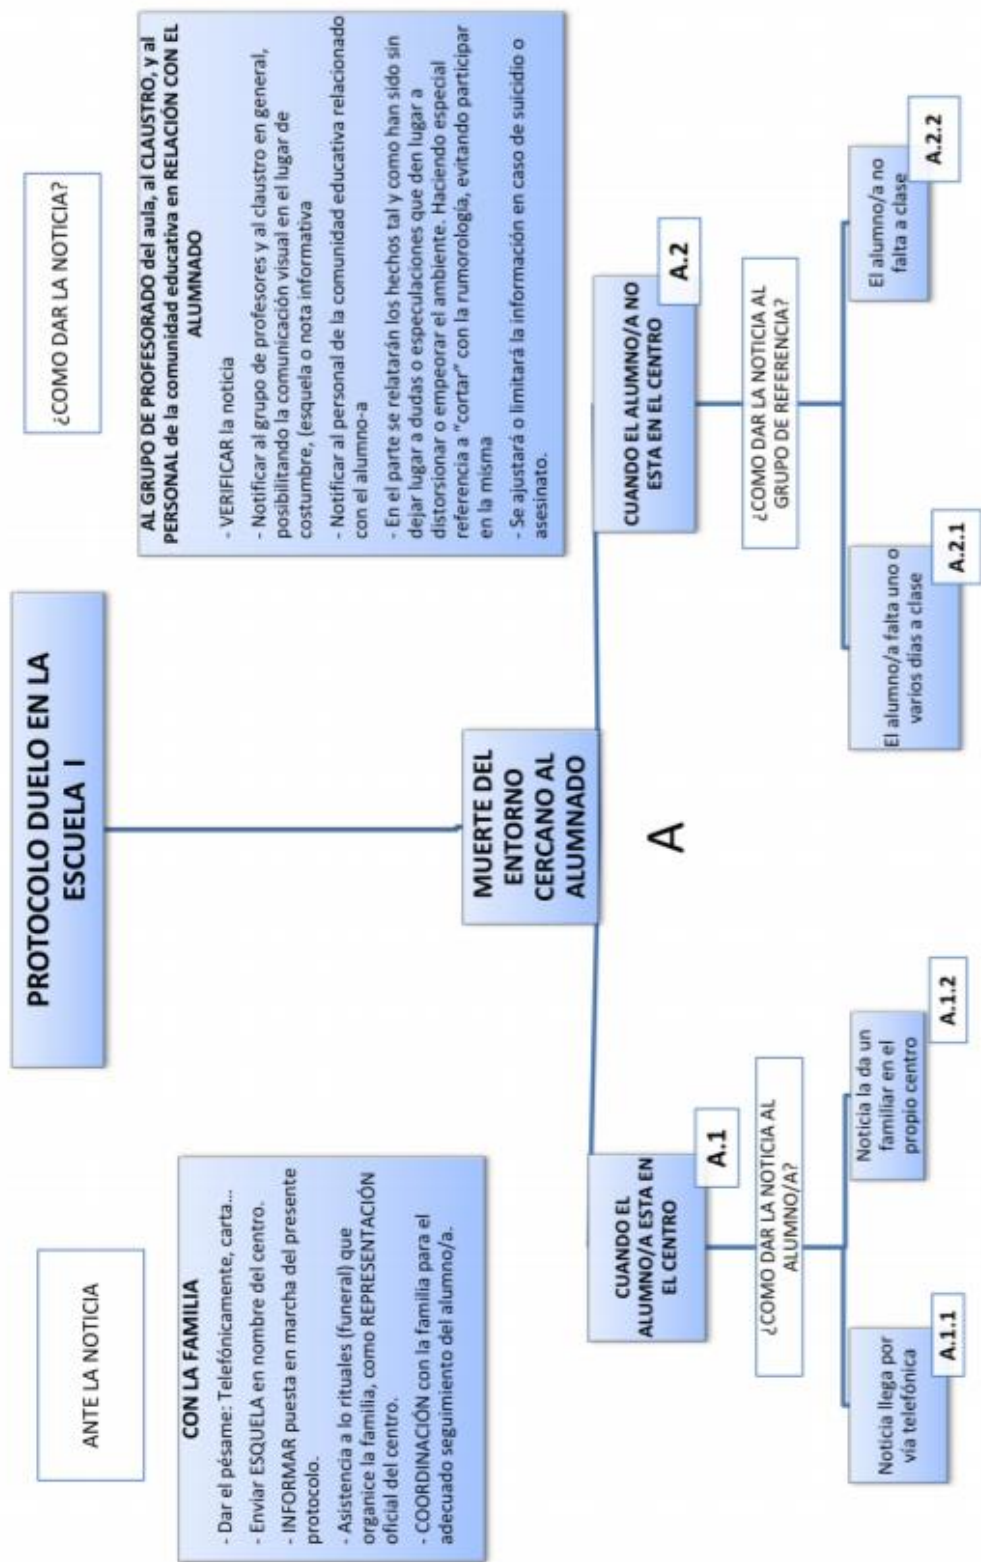 PROTOCOLO DUELO EN LA
ESCUELA I
ANTE LA NOTICIA
CON LA FAMILIA
- Dar el pésame: Telefónicamente, carta...
- Enviar ESQUELA en nombre del centro.
- INFORMAR puesta en marcha del presente
protocolo.
- Asistencia a lo rituales (funeral) que
organice la familia, como REPRESENTACIÓN
oficial del centro.
- COORDINACIÓN con la familia para el
adecuado seguimiento del alumno/a.
¿COMO DAR LA NOTICIA?
AL GRUPO DE PROFESORADO del aula, al CLAUSTRO, y al
PERSONAL de la comunidad educativa en RELACIÓN CON EL
ALUMNADO
- VERIFICAR la noticia
- Notificar al grupo de profesores y al claustro en general,
posibilitando la comunicación visual en el lugar de
costumbre, (esquela o nota informativa
- Notificar al personal de la comunidad educativa relacionado
con el alumno-a
- En el parte se relatarán los hechos tal y como han sido sin
dejar lugar a dudas o especulaciones que den lugar a
distorsionar o empeorar el ambiente. Haciendo especial
referencia a "cortar" con la rumorología, evitando participar
en la misma
- Se ajustará o limitará la información en caso de suicidio o
asesinato.
MUERTE DEL
ENTORNO
CERCANO AL
ALUMNADO
A
CUANDO EL
ALUMNO/A ESTA EN
EL CENTRO
A.1
¿COMO DAR LA NOTICIA AL
ALUMNO/A?
Noticia llega por
vía telefónica
A.1.1
Noticia la da un
familiar en el
propio centro
A.1.2
CUANDO EL ALUMNO/A NO
ESTA EN EL CENTRO
A.2
¿COMO DAR LA NOTICIA AL
GRUPO DE REFERENCIA?
El alumno/a falta uno o
varios días a clase
A.2.1
El alumno/a no
falta a clase
A.2.2